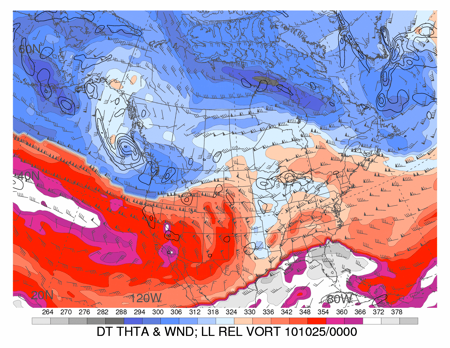 60N
40N
20N
120W
80W
264 270 276 282 288 294 300 306 312 318 324 330 336 342 348 354 360 366 372 378
DT THTA & WND; LL REL VORT 101025/0000